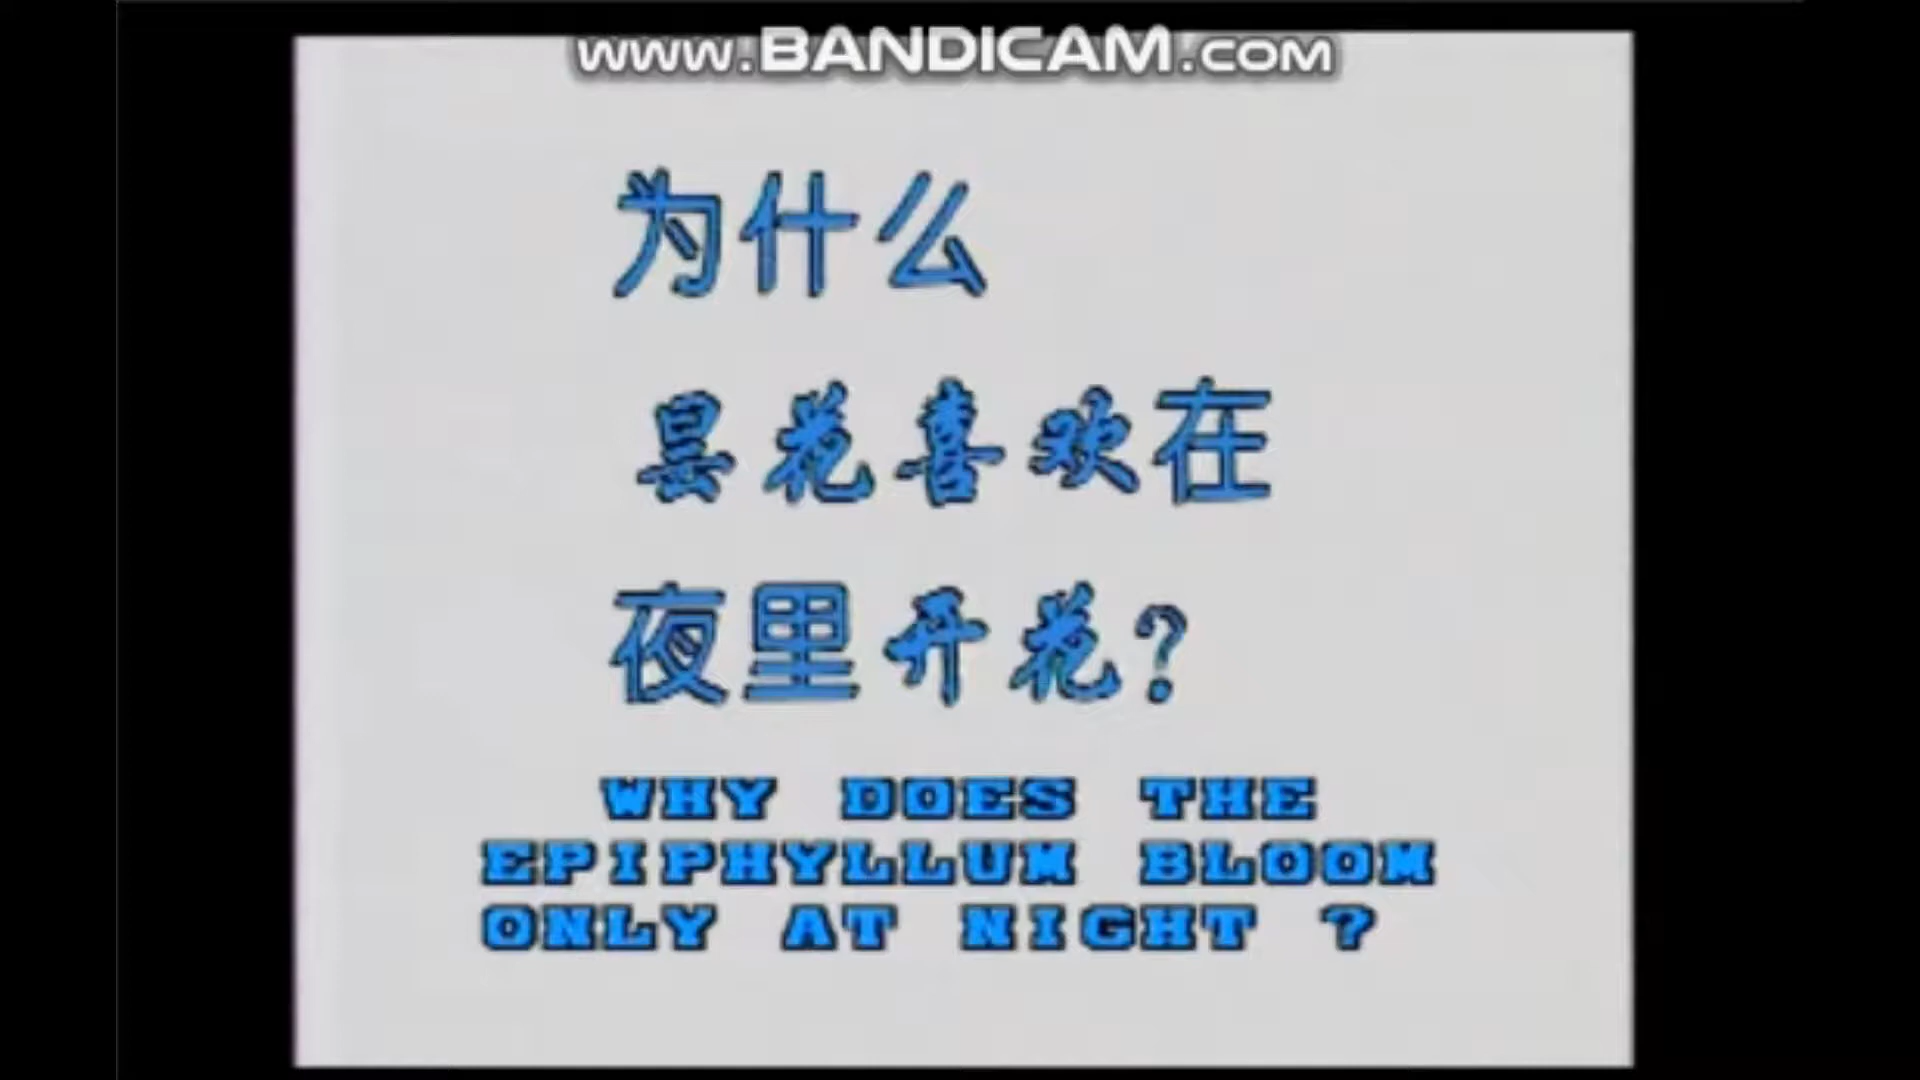 www.BANDICAM.com
为什么
昙花喜欢在
夜里开花?
WHY DOES THE
EPIPHYLLUM BLOOM
ONLY AT NIGHT ?